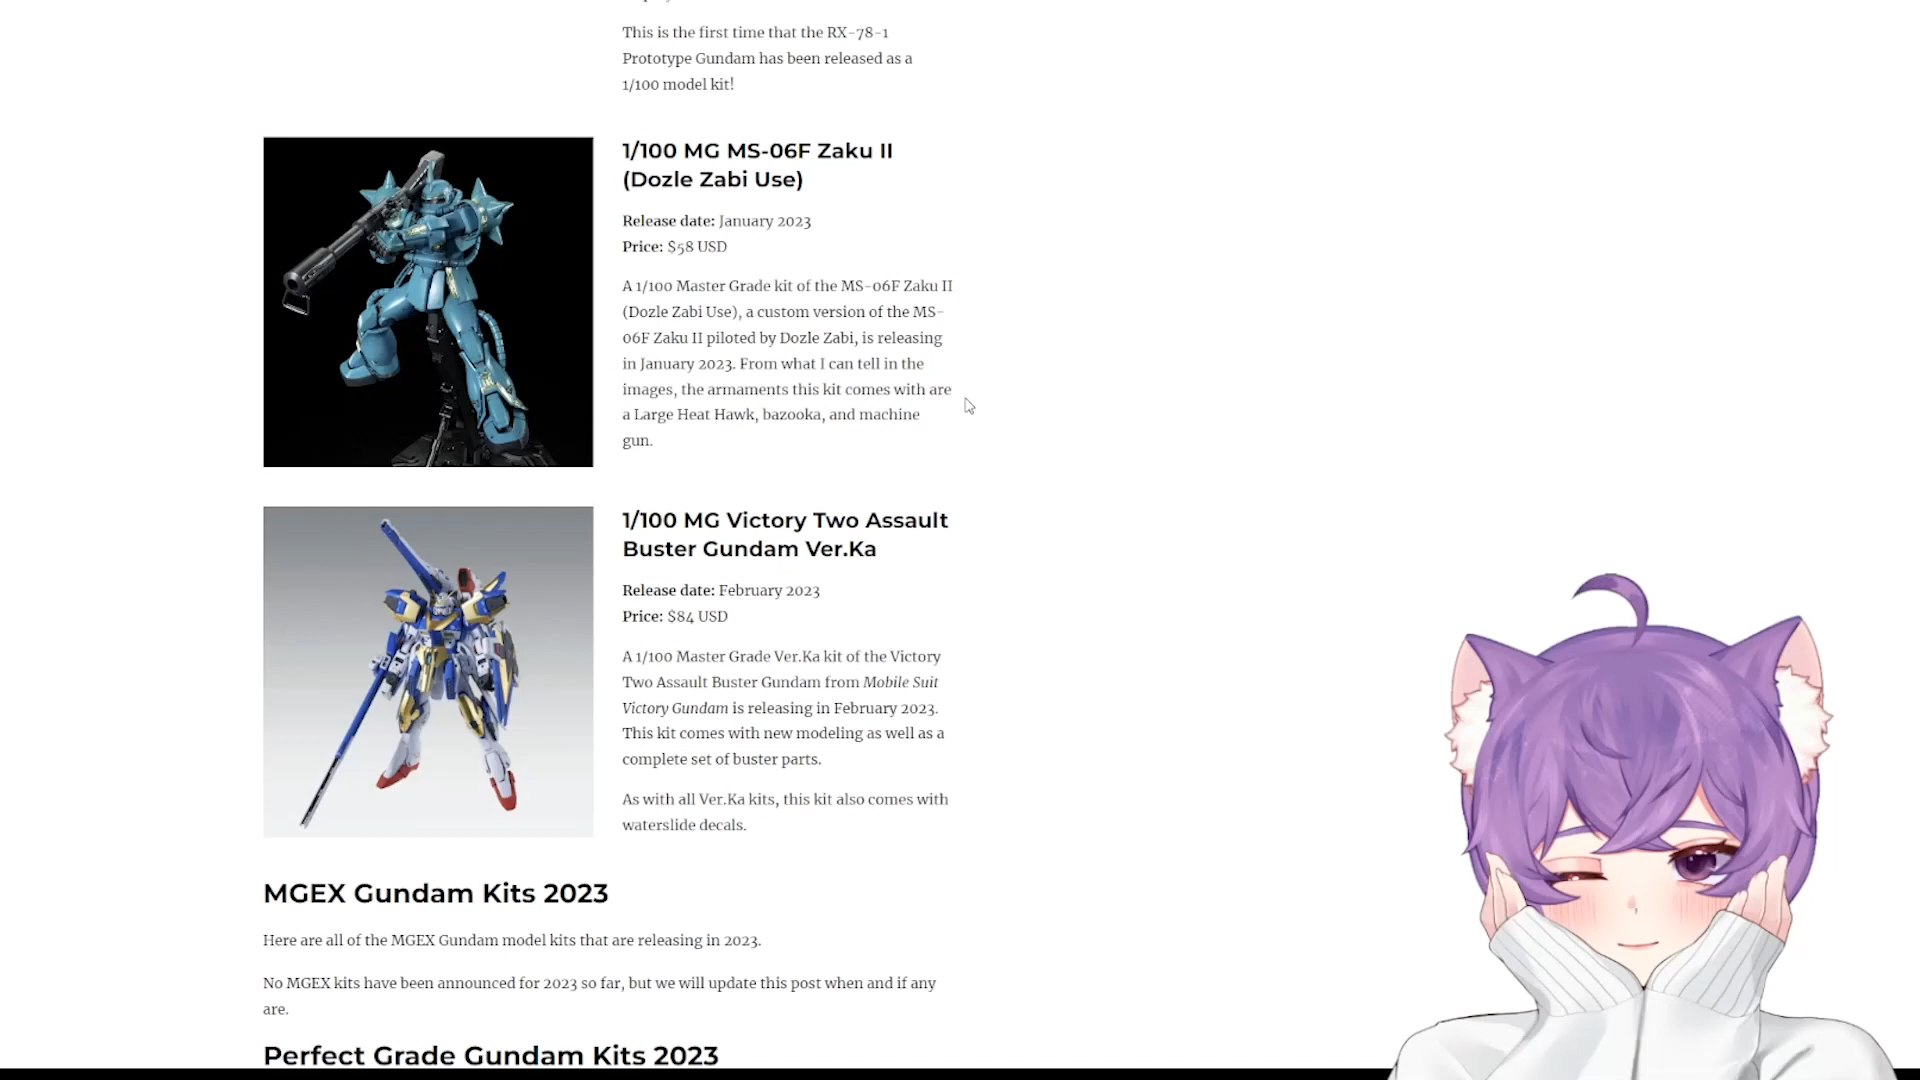 This is the first time that the RX-78-1
Prototype Gundam has been released as a
1/100 model kit!
1/100 MG MS-06F Zaku II
(Dozle Zabi Use)
Release date: January 2023
Price: $58 USD
A 1/100 Master Grade kit of the MS-06F Zaku II
(Dozle Zabi Use), a custom version of the MS-
06F Zaku II piloted by Dozle Zabi, is releasing
in January 2023. From what I can tell in the
images, the armaments this kit comes with are
a Large Heat Hawk, bazooka, and machine
gun.
1/100 MG Victory Two Assault
Buster Gundam Ver.Ka
Release date: February 2023
Price: $84 USD
A 1/100 Master Grade Ver.Ka kit of the Victory
Two Assault Buster Gundam from Mobile Suit
Victory Gundam is releasing in February 2023.
This kit comes with new modeling as well as a
complete set of buster parts.
As with all Ver.Ka kits, this kit also comes with
waterslide decals.
MGEX Gundam Kits 2023
Here are all of the MGEX Gundam model kits that are releasing in 2023.
No MGEX kits have been announced for 2023 so far, but we will update this post when and if any
are.
Perfect Grade Gundam Kits 2023